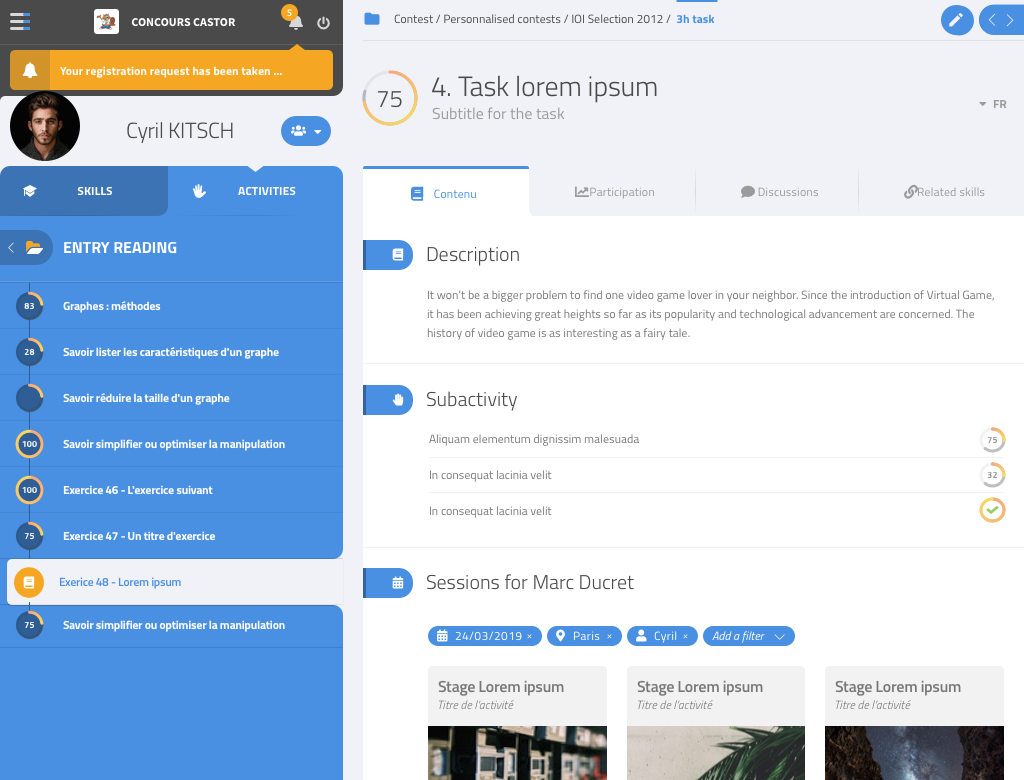 CONCOURS CASTOR
5
Your registration request has been taken ...
Cyril KITSCH
SKILLS
ACTIVITIES
ENTRY READING
83
Graphes : méthodes
28
Savoir lister les caractéristiques d'un graphe
Savoir réduire la taille d'un graphe
100
Savoir simplifier ou optimiser la manipulation
100
Exercice 46 - L'exercice suivant
75
Exercice 47 - Un titre d'exercice
Exerice 48 - Lorem ipsum
75
Savoir simplifier ou optimiser la manipulation
Contest / Personnalised contests / IOI Selection 2012 / 3h task
75
4. Task lorem ipsum
Subtitle for the task
FR
Contenu
Participation
Discussions
Related skills
Description
It won't be a bigger problem to find one video game lover in your neighbor. Since the introduction of Virtual Game,
it has been achieving great heights so far as its popularity and technological advancement are concerned. The
history of video game is as interesting as a fairy tale.
Subactivity
Aliquam elementum dignissim malesuada
75
In consequat lacinia velit
32
In consequat lacinia velit
Sessions for Marc Ducret
24/03/2019 ×
Paris ×
Cyril ×
Add a filter
Stage Lorem ipsum
Titre de l'activité
Stage Lorem ipsum
Titre de l'activité
Stage Lorem ipsum
Titre de l'activité